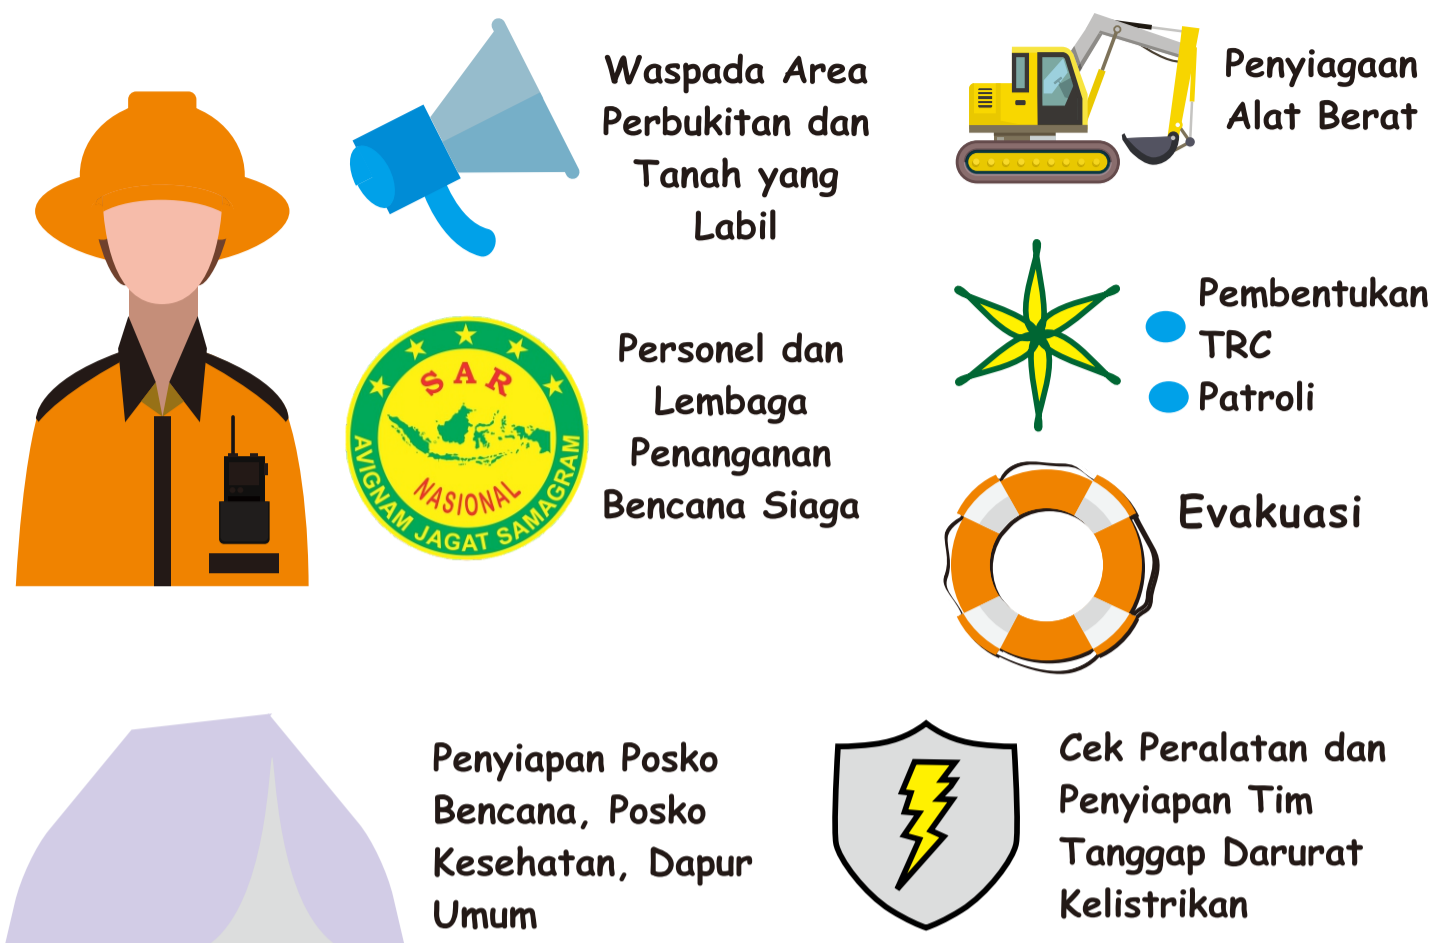 Waspada Area
Perbukitan dan
Tanah yang
Labil
Penyiagaan
Alat Berat
SAR
NASIONAL
AVIGNAM JAGAT SAMAGRAM
Personel dan
Lembaga
Penanganan
Bencana Siaga
Pembentukan
TRC
Patroli
Evakuasi
Penyiapan Posko
Bencana, Posko
Kesehatan, Dapur
Umum
Cek Peralatan dan
Penyiapan Tim
Tanggap Darurat
Kelistrikan